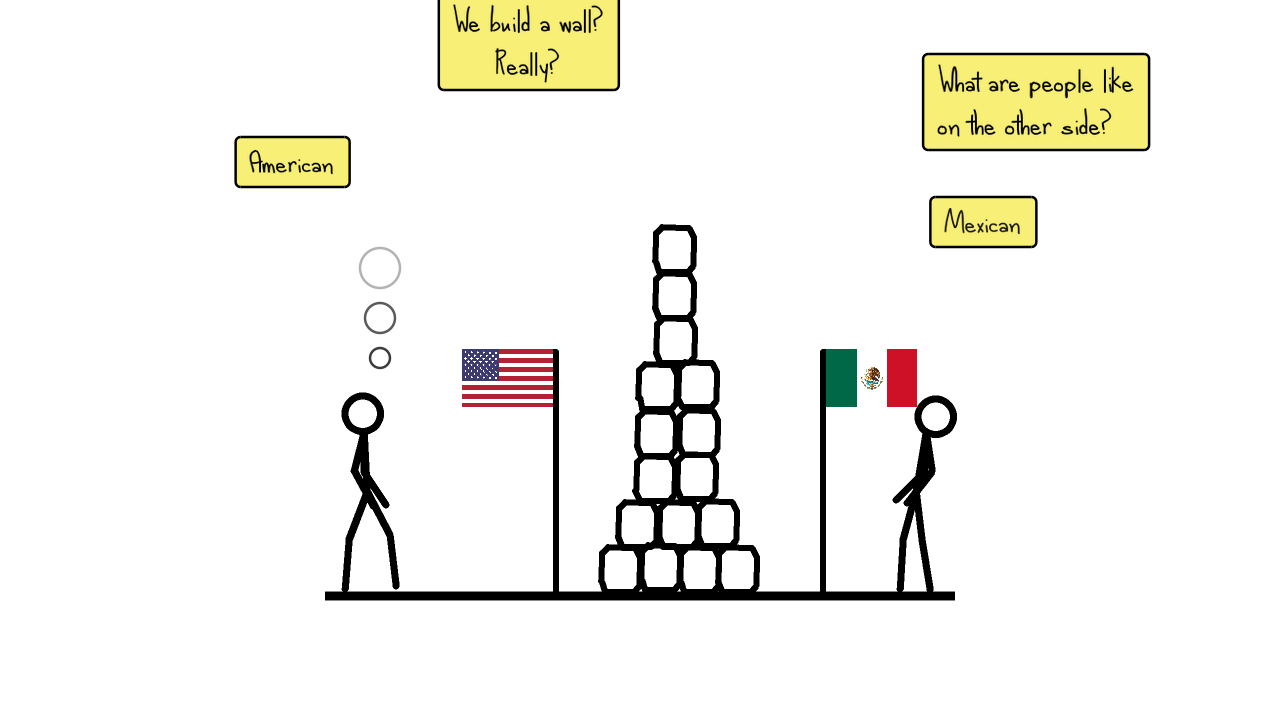 We build a wall?
Really?
What are people like
on the other side?
American
Mexican